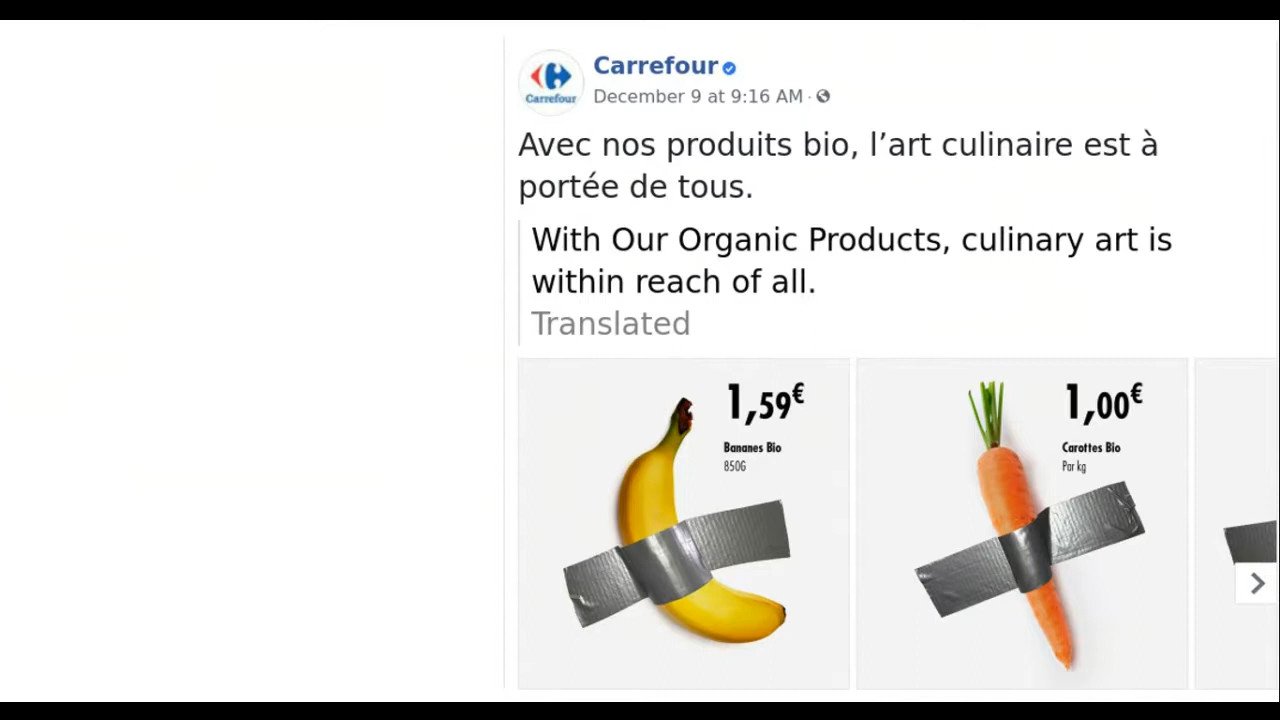 Carrefour
Carrefour
December 9 at 9:16 AM ·
Avec nos produits bio, l’art culinaire est à
portée de tous.
With Our Organic Products, culinary art is
within reach of all.
Translated
1,59€
Bananes Bio
850G
1,00€
Carottes Bio
Par kg